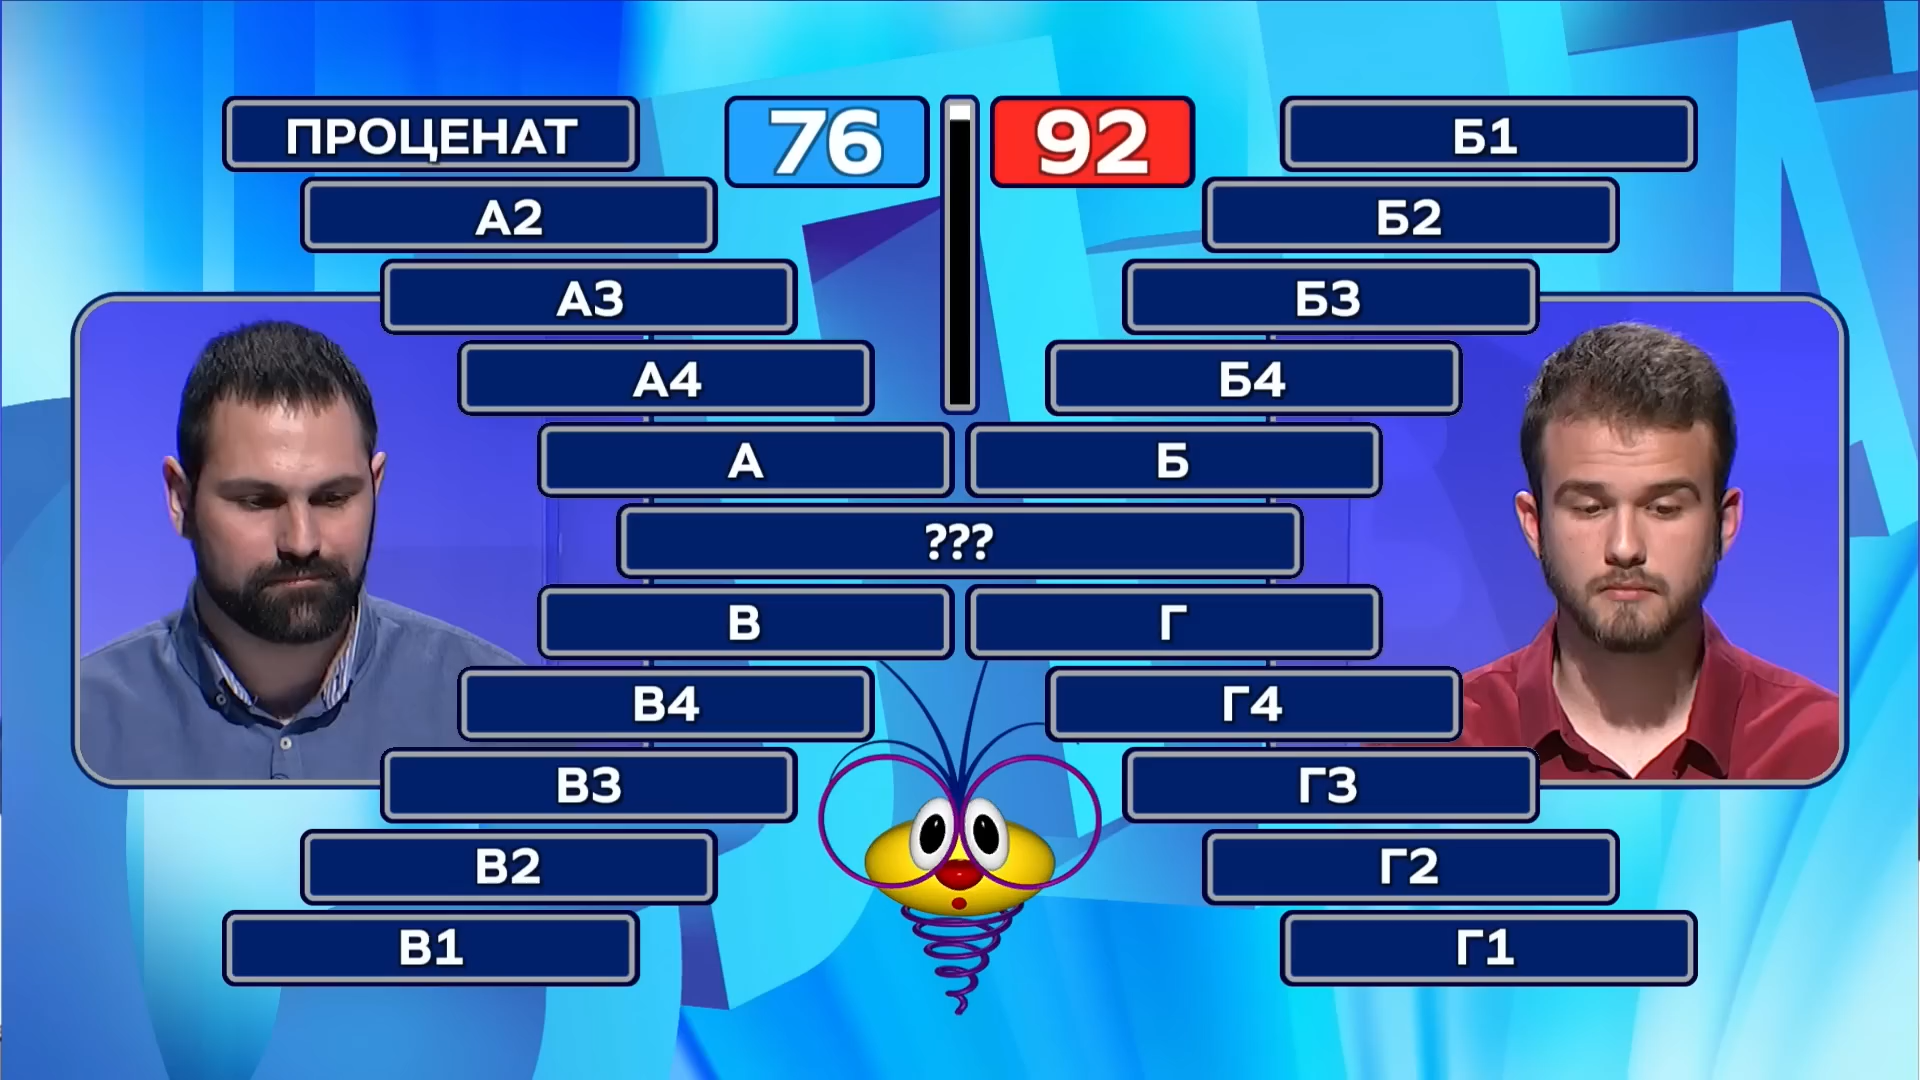 ПРОЦЕНАТ 76 92 Б1
А2 Б2
А3 Б3
А4 Б4
А Б
???
В Г
В4 Г4
В3 Г3
В2 Г2
В1 Г1